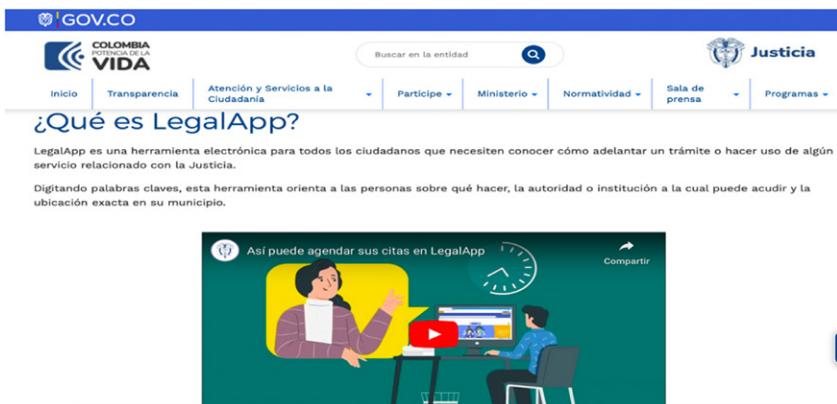 GOV.CO
COLOMBIA
POTENCIA DE LA
VIDA
Buscar en la entidad
Justicia
Inicio
Transparencia
Atención y Servicios a la
Ciudadanía
Participe
Ministerio
Normatividad
Sala de
prensa
Programas
¿Qué es LegalApp?
LegalApp es una herramienta electrónica para todos los ciudadanos que necesiten conocer cómo adelantar un trámite o hacer uso de algún
servicio relacionado con la Justicia.
Digitando palabras claves, esta herramienta orienta a las personas sobre qué hacer, la autoridad o institución a la cual puede acudir y la
ubicación exacta en su municipio.
Así puede agendar sus citas en LegalApp
Compartir